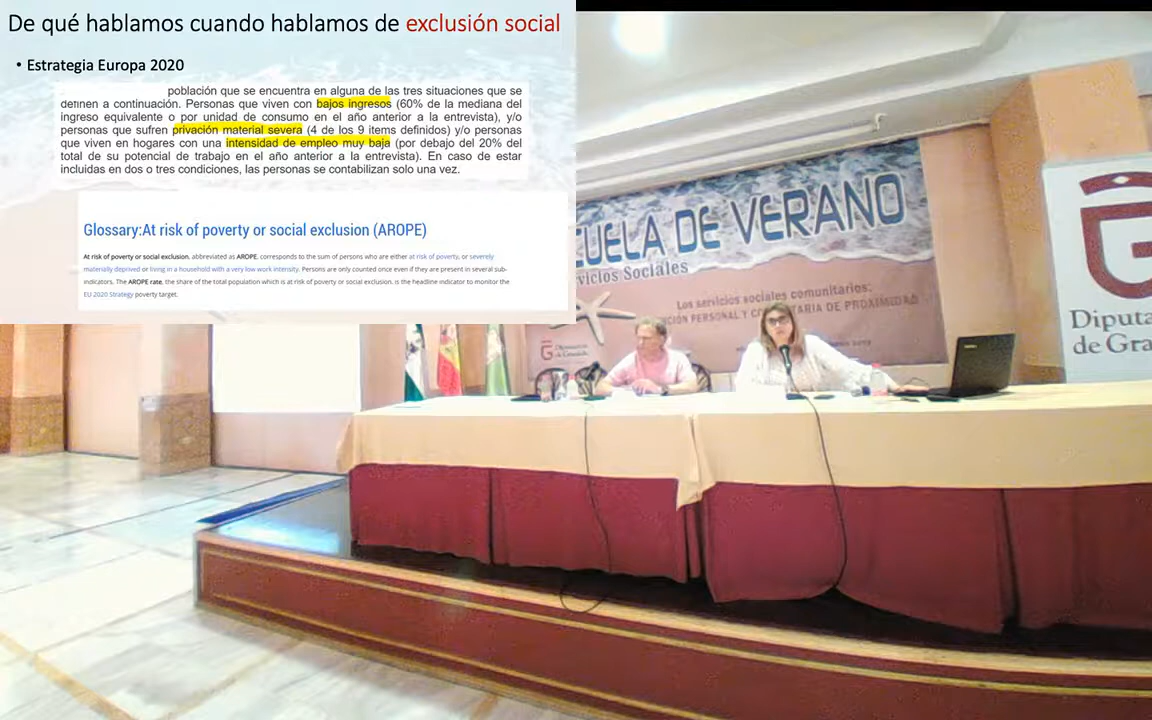 De qué hablamos cuando hablamos de exclusión social
• Estrategia Europa 2020
población que se encuentra en alguna de las tres situaciones que se
definen a continuación. Personas que viven con bajos ingresos (60% de la mediana del
ingreso equivalente o por unidad de consumo en el año anterior a la entrevista), y/o
personas que sufren privación material severa (4 de los 9 items definidos) y/o personas
que viven en hogares con una intensidad de empleo muy baja (por debajo del 20% del
total de su potencial de trabajo en el año anterior a la entrevista). En caso de estar
incluidas en dos o tres condiciones, las personas se contabilizan solo una vez.
Glossary:At risk of poverty or social exclusion (AROPE)
At risk of poverty or social exclusion, abbreviated as AROPE, corresponds to the sum of persons who are either at risk of poverty, or severely
materially deprived or living in a household with a very low work intensity. Persons are only counted once even if they are present in several sub-
indicators. The AROPE rate, the share of the total population which is at risk of poverty or social exclusion, is the headline indicator to monitor the
EU 2020 Strategy poverty target.
CUELA DE VERANO
rvicios Sociales
Los servicios sociales comunitarios:
NCIÓN PERSONAL Y COMUNITARIA DE PROXIMIDAD
Diputación
de Granada
Diputa
de Gra